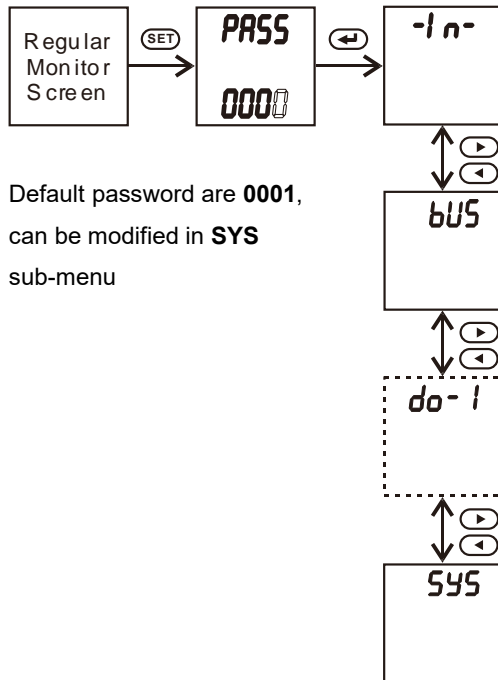 Regular
Monitor
Screen
SET
PASS
0000
-In-
Default password are 0001,
can be modified in SYS
sub-menu
bUS
do-1
SYS